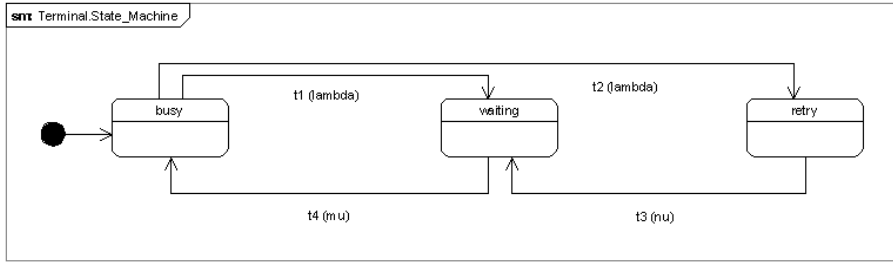 sm Terminal.State_Machine
t1 (lambda)
t2 (lambda)
busy
waiting
retry
t4 (mu)
t3 (nu)